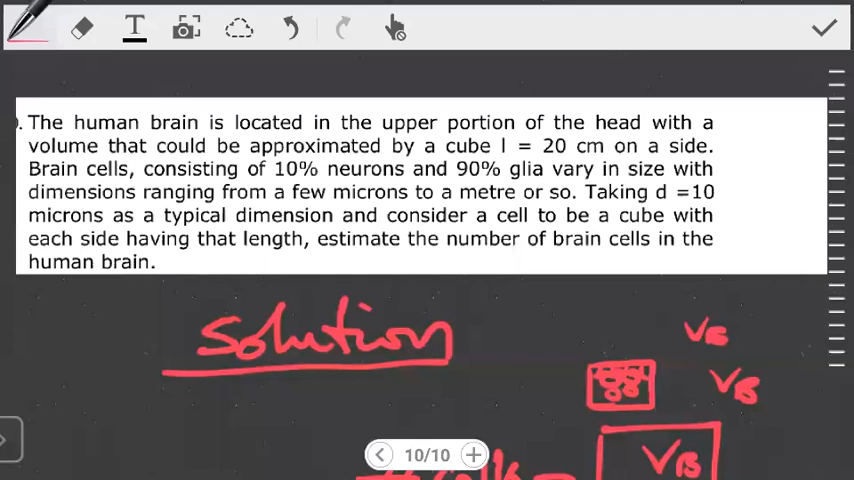 T
. The human brain is located in the upper portion of the head with a
volume that could be approximated by a cube l = 20 cm on a side.
Brain cells, consisting of 10% neurons and 90% glia vary in size with
dimensions ranging from a few microns to a metre or so. Taking d =10
microns as a typical dimension and consider a cell to be a cube with
each side having that length, estimate the number of brain cells in the
human brain.
Solution
VB
VB
VB
10/10